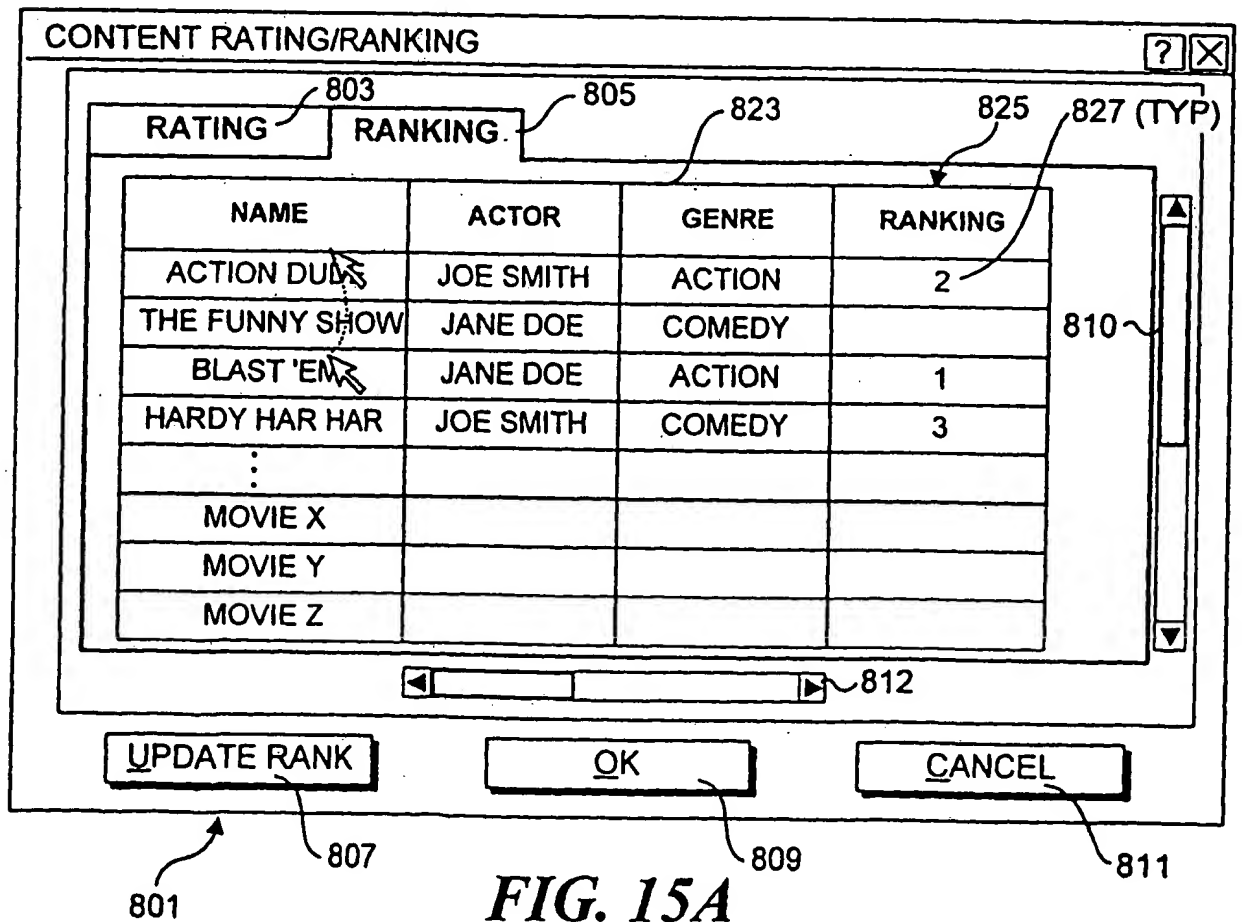 CONTENT RATING/RANKING ? X
803 805 823 825 827 (TYP)
RATING RANKING
NAME ACTOR GENRE RANKING
ACTION DUDE JOE SMITH ACTION 2
THE FUNNY SHOW JANE DOE COMEDY
810
BLAST 'EM JANE DOE ACTION 1
HARDY HAR HAR JOE SMITH COMEDY 3
⋮
MOVIE X
MOVIE Y
MOVIE Z
812
UPDATE RANK OK CANCEL
807 809 811
801
FIG. 15A